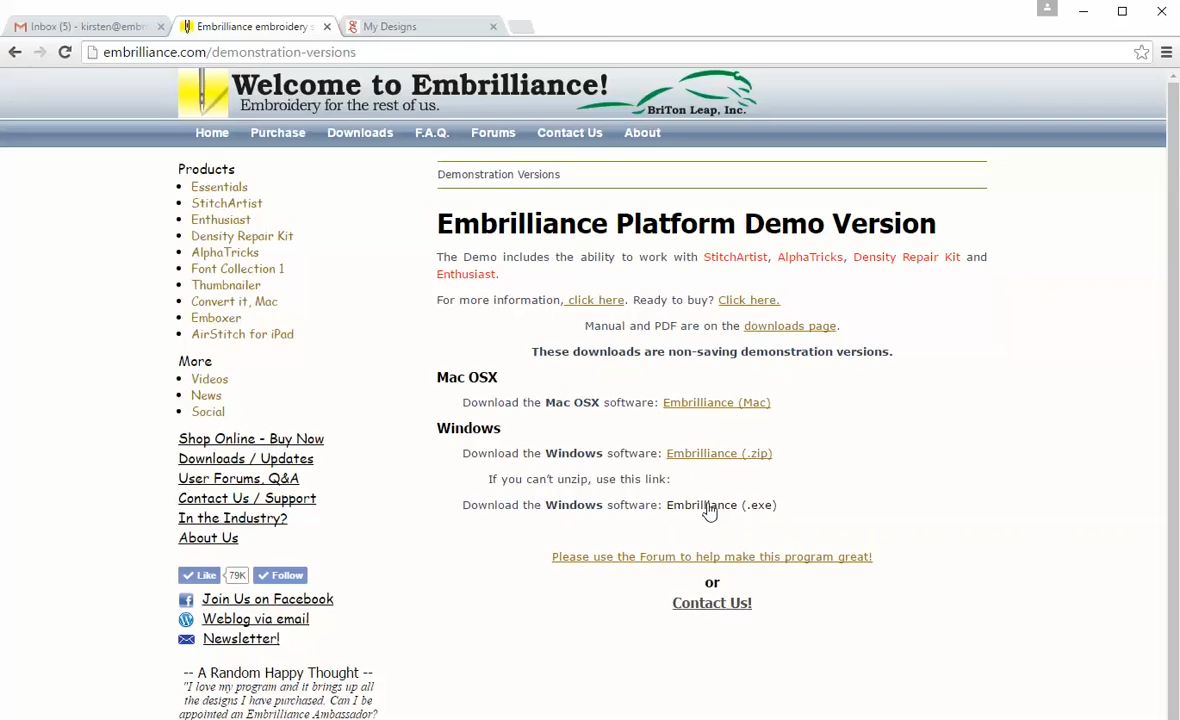 Inbox (5) - kirsten@emb
Embrilliance embroidery s
My Designs
embrilliance.com/demonstration-versions
Welcome to Embrilliance!
Embroidery for the rest of us.
BriTon Leap, Inc.
Home Purchase Downloads F.A.Q. Forums Contact Us About
Products
Essentials
StitchArtist
Enthusiast
Density Repair Kit
AlphaTricks
Font Collection 1
Thumbnailer
Convert it, Mac
Emboxer
AirStitch for iPad
More
Videos
News
Social
Shop Online - Buy Now
Downloads / Updates
User Forums, Q&A
Contact Us / Support
In the Industry?
About Us
Like 79K Follow
Join Us on Facebook
Weblog via email
Newsletter!
-- A Random Happy Thought --
"I love my program and it brings up all
the designs I have purchased. Can I be
appointed an Embrilliance Ambassador?
Demonstration Versions
Embrilliance Platform Demo Version
The Demo includes the ability to work with StitchArtist, AlphaTricks, Density Repair Kit and
Enthusiast.
For more information, click here. Ready to buy? Click here.
Manual and PDF are on the downloads page.
These downloads are non-saving demonstration versions.
Mac OSX
Download the Mac OSX software: Embrilliance (Mac)
Windows
Download the Windows software: Embrilliance (.zip)
If you can't unzip, use this link:
Download the Windows software: Embrilliance (.exe)
Please use the Forum to help make this program great!
or
Contact Us!